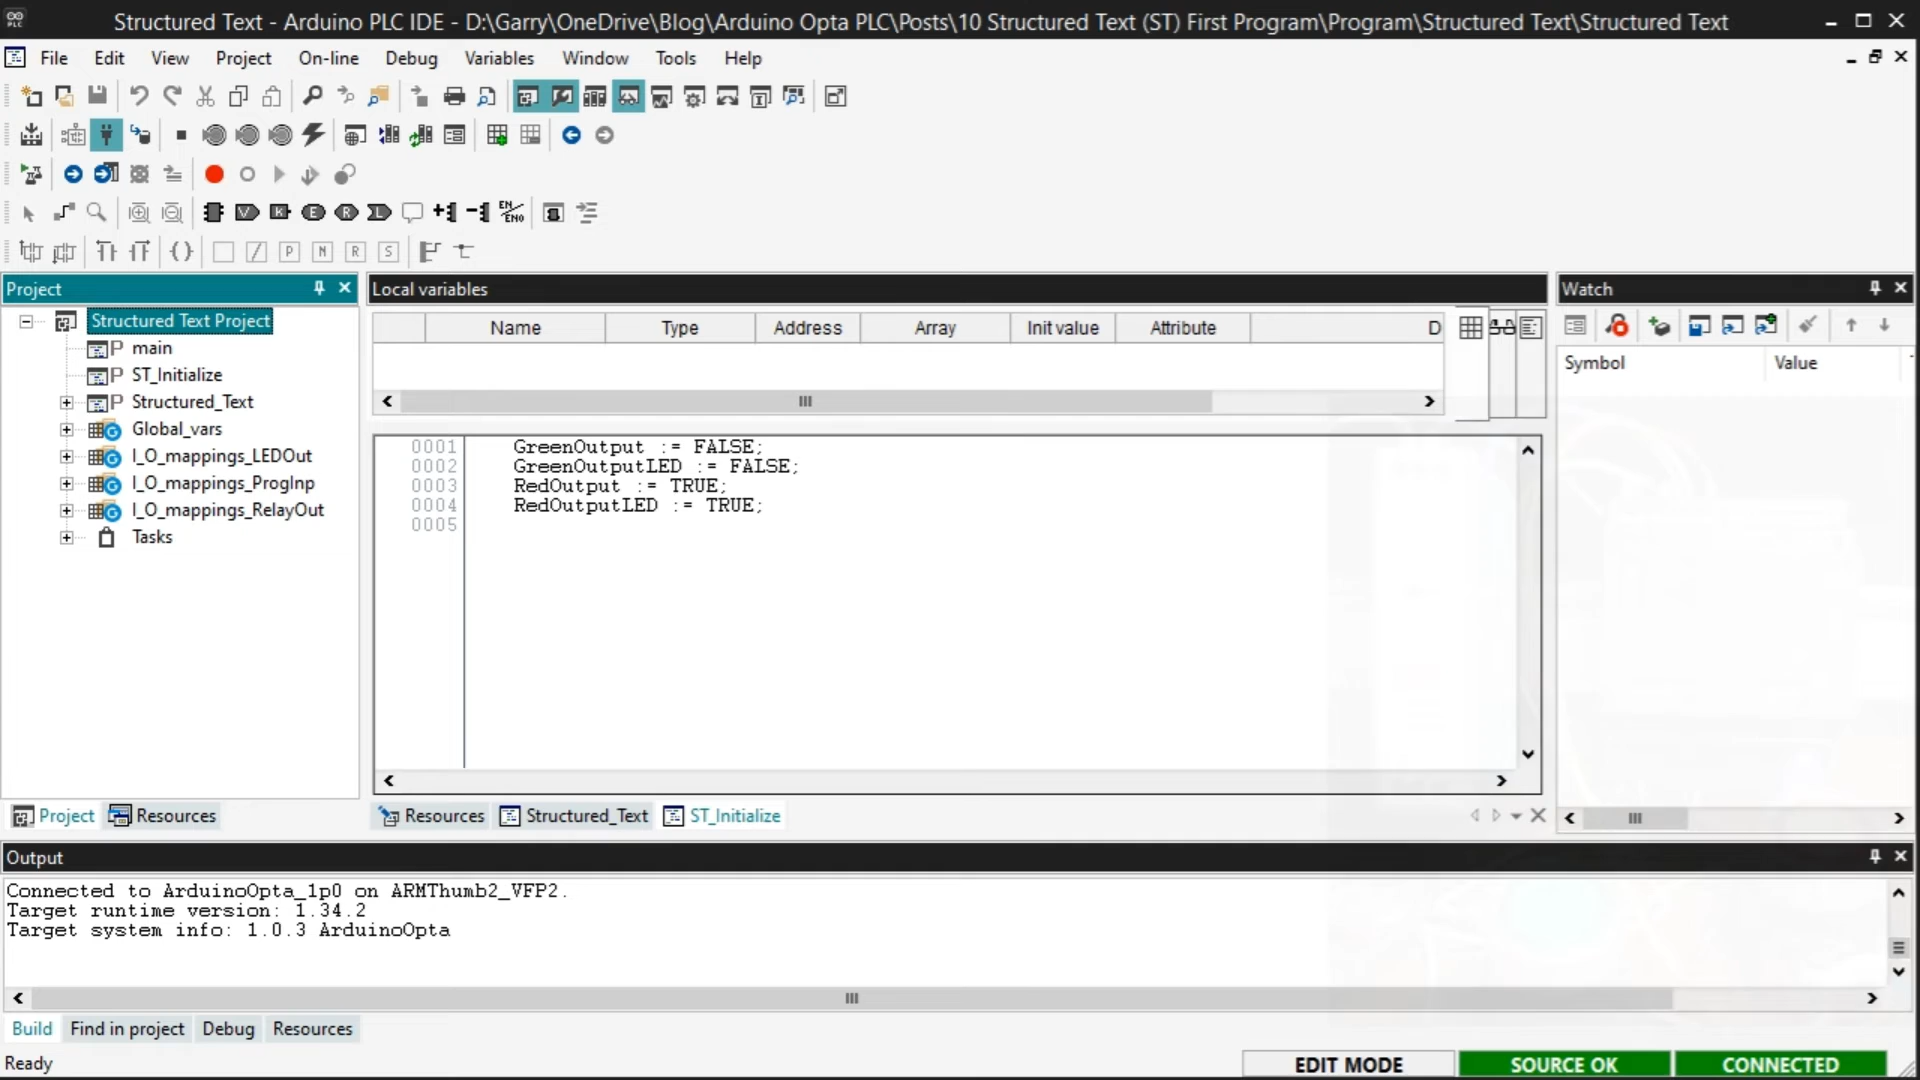 Structured Text - Arduino PLC IDE - D:\Garry\OneDrive\Blog\Arduino Opta PLC\Posts\10 Structured Text (ST) First Program\Program\Structured Text\Structured Text
File Edit View Project On-line Debug Variables Window Tools Help
EN/ENO
P N R S
Project
Local variables
Watch
Structured Text Project
main
ST_Initialize
Structured_Text
Global_vars
I_O_mappings_LEDOut
I_O_mappings_ProgInp
I_O_mappings_RelayOut
Tasks
Name Type Address Array Init value Attribute D
Symbol Value
0001 GreenOutput := FALSE;
0002 GreenOutputLED := FALSE;
0003 RedOutput := TRUE;
0004 RedOutputLED := TRUE;
0005
Project Resources
Resources Structured_Text ST_Initialize
Output
Connected to ArduinoOpta_1p0 on ARMThumb2_VFP2.
Target runtime version: 1.34.2
Target system info: 1.0.3 ArduinoOpta
Build Find in project Debug Resources
Ready
EDIT MODE SOURCE OK CONNECTED